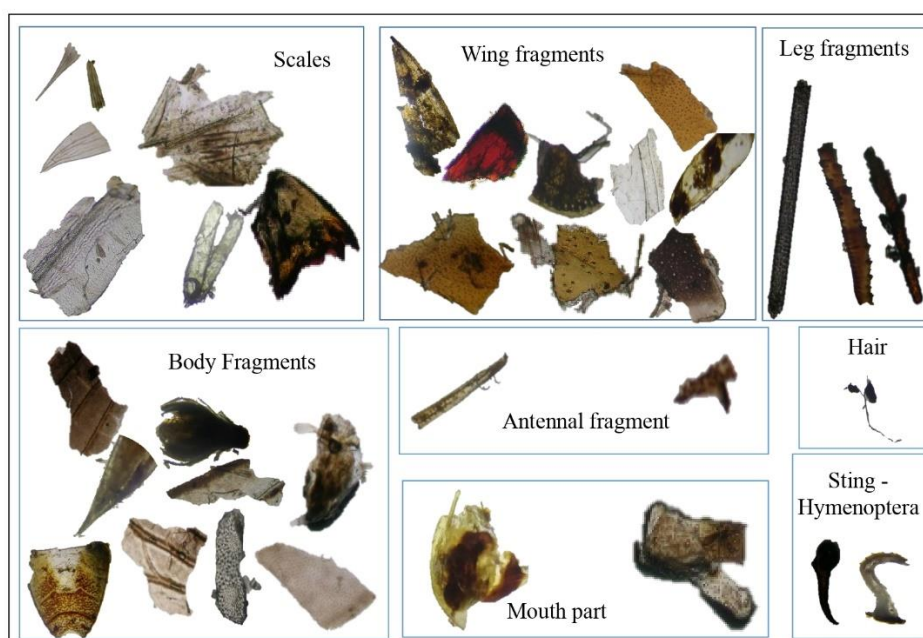 Scales
Wing fragments
Leg fragments
Body Fragments
Antennal fragment
Hair
Mouth part
Sting -
Hymenoptera